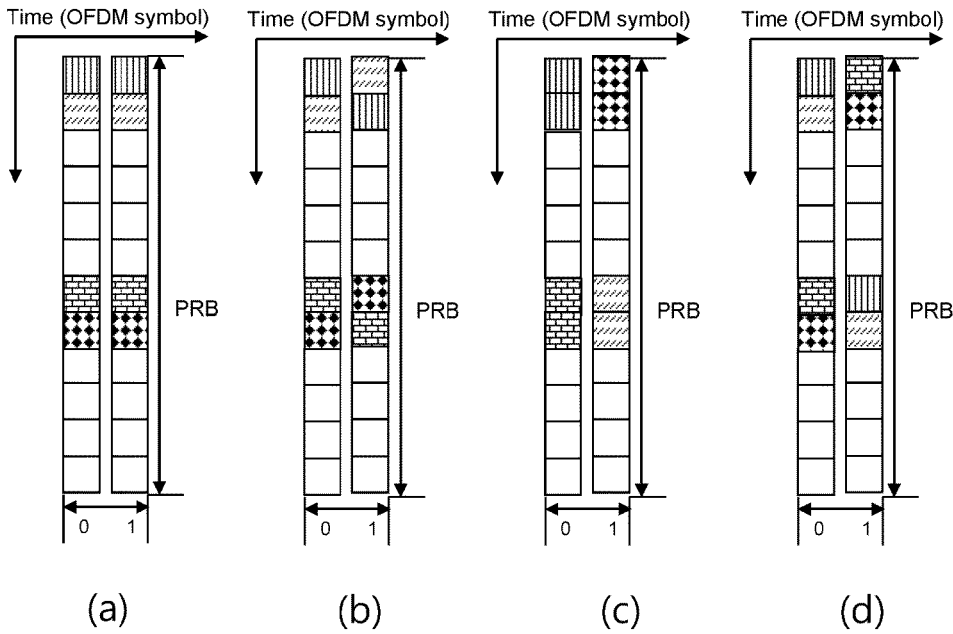 Time (OFDM symbol) Time (OFDM symbol) Time (OFDM symbol) Time (OFDM symbol)
PRB PRB PRB PRB
0 1 0 1 0 1 0 1
(a) (b) (c) (d)